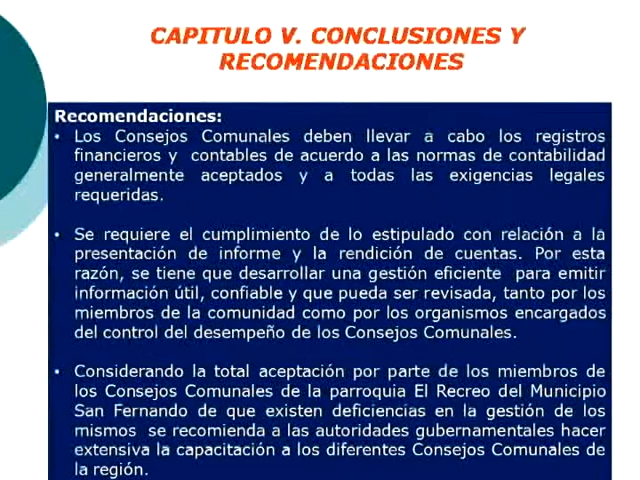 CAPITULO V. CONCLUSIONES Y
RECOMENDACIONES
Recomendaciones:
• Los Consejos Comunales deben llevar a cabo los registros
financieros y contables de acuerdo a las normas de contabilidad
generalmente aceptados y a todas las exigencias legales
requeridas.
• Se requiere el cumplimiento de lo estipulado con relación a la
presentación de informe y la rendición de cuentas. Por esta
razón, se tiene que desarrollar una gestión eficiente para emitir
información útil, confiable y que pueda ser revisada, tanto por los
miembros de la comunidad como por los organismos encargados
del control del desempeño de los Consejos Comunales.
• Considerando la total aceptación por parte de los miembros de
los Consejos Comunales de la parroquia El Recreo del Municipio
San Fernando de que existen deficiencias en la gestión de los
mismos se recomienda a las autoridades gubernamentales hacer
extensiva la capacitación a los diferentes Consejos Comunales de
la región.